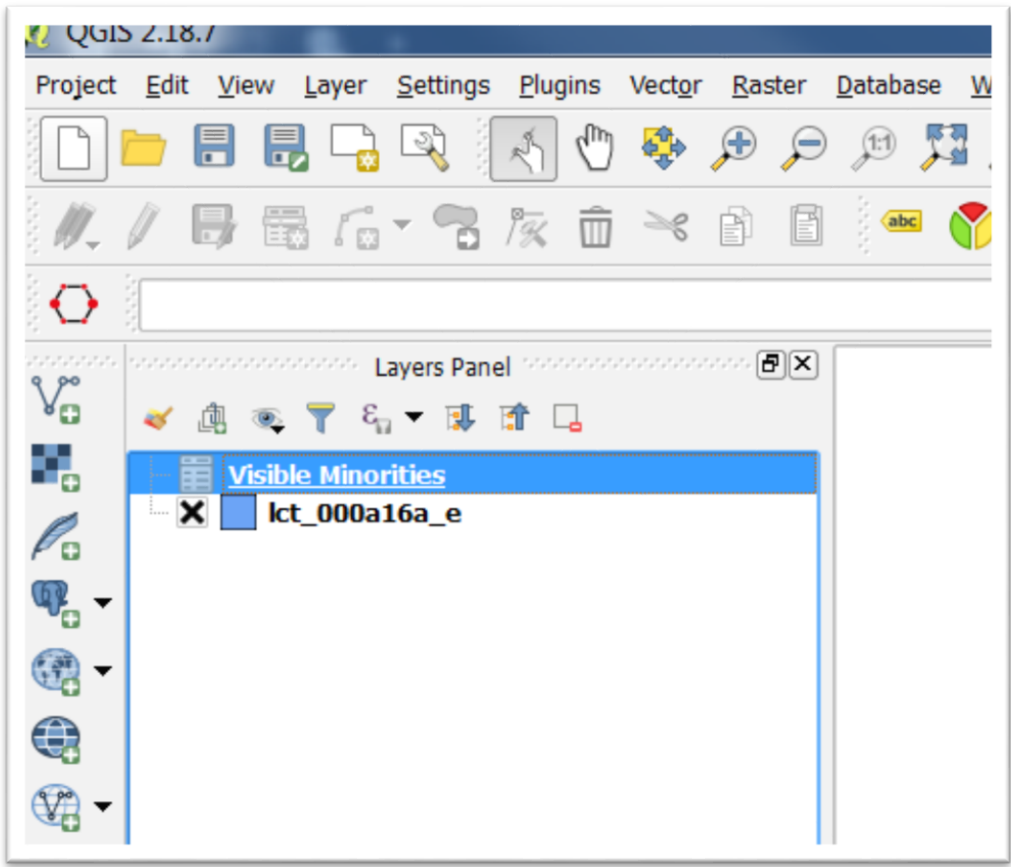 QGIS 2.18.7
Project Edit View Layer Settings Plugins Vector Raster Database W
1:1
abc
Layers Panel
ε
Visible Minorities
lct_000a16a_e